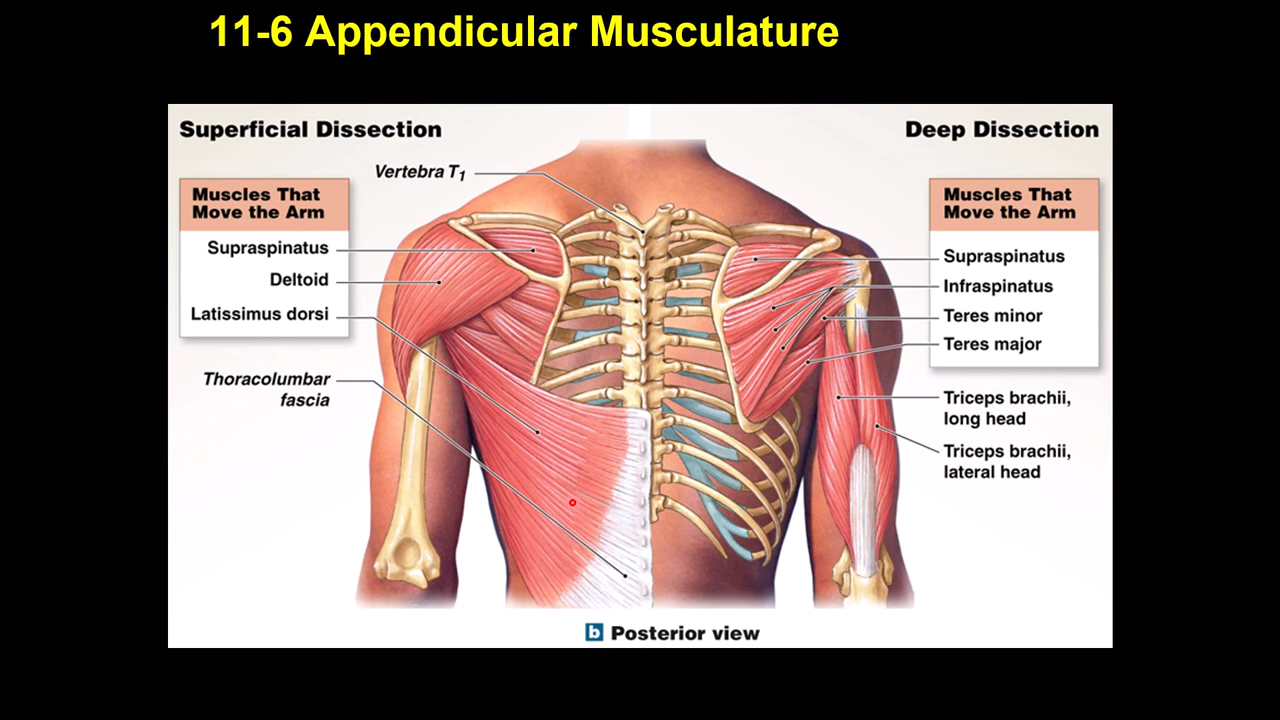 11-6 Appendicular Musculature
Superficial Dissection
Deep Dissection
Vertebra T1
Muscles That
Move the Arm
Supraspinatus
Deltoid
Latissimus dorsi
Thoracolumbar
fascia
Muscles That
Move the Arm
Supraspinatus
Infraspinatus
Teres minor
Teres major
Triceps brachii,
long head
Triceps brachii,
lateral head
b Posterior view